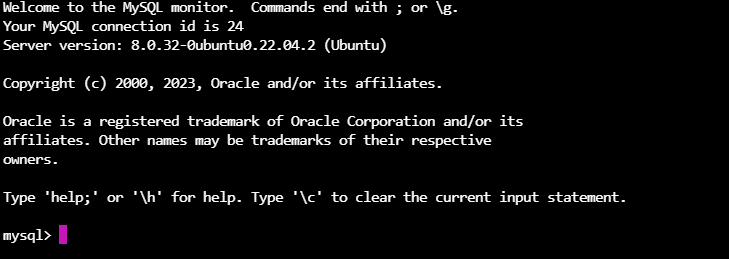 Welcome to the MySQL monitor.  Commands end with ; or \g.
Your MySQL connection id is 24
Server version: 8.0.32-0ubuntu0.22.04.2 (Ubuntu)
Copyright (c) 2000, 2023, Oracle and/or its affiliates.
Oracle is a registered trademark of Oracle Corporation and/or its
affiliates. Other names may be trademarks of their respective
owners.
Type 'help;' or '\h' for help. Type '\c' to clear the current input statement.
mysql>